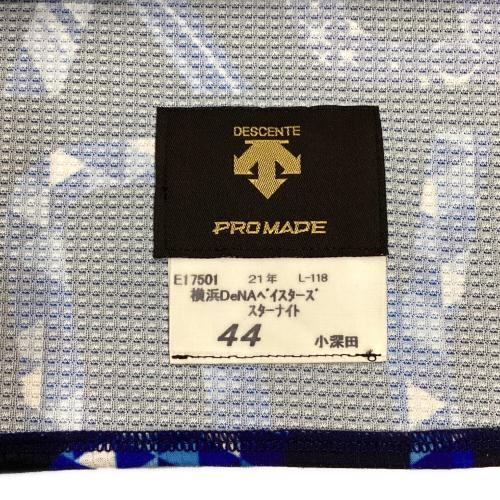 DESCENTE
PROMADE
E17501 21年 L-118
横浜DeNAベイスターズ
スターナイト
44 小深田